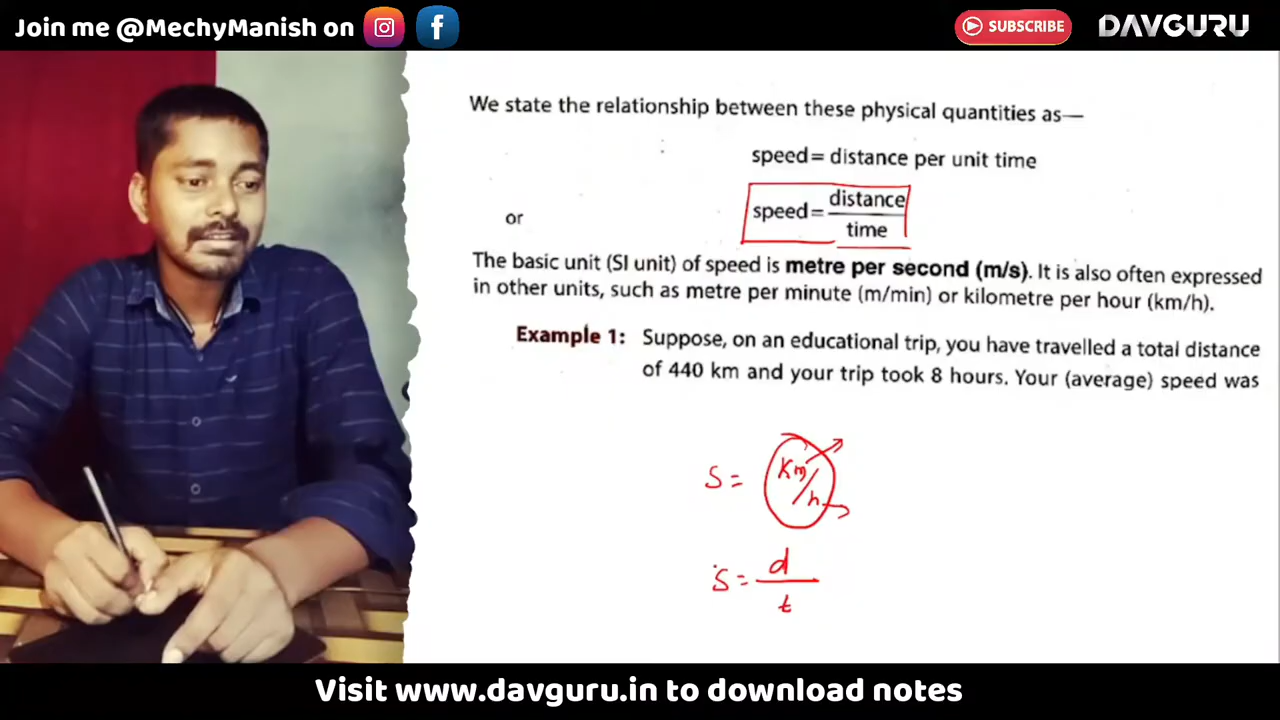 Join me @MechyManish on
SUBSCRIBE
DAVGURU
We state the relationship between these physical quantities as—
speed= distance per unit time
or
speed= distance
time
The basic unit (SI unit) of speed is metre per second (m/s). It is also often expressed
in other units, such as metre per minute (m/min) or kilometre per hour (km/h).
Example 1: Suppose, on an educational trip, you have travelled a total distance
of 440 km and your trip took 8 hours. Your (average) speed was
S = Km/h
S = d
t
Visit www.davguru.in to download notes